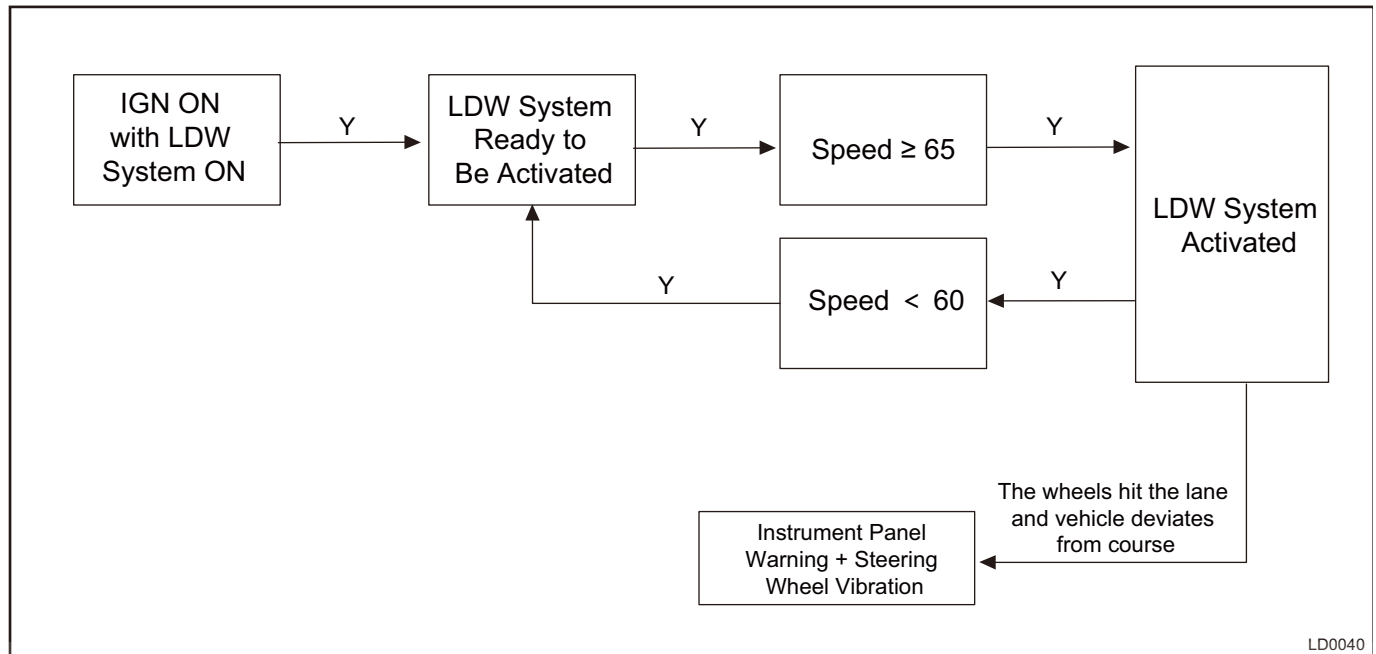 IGN ON
with LDW
System ON
Y
LDW System
Ready to
Be Activated
Y
Speed ≥ 65
Y
LDW System
Activated
Y
Speed < 60
Y
The wheels hit the lane
and vehicle deviates
from course
Instrument Panel
Warning + Steering
Wheel Vibration
LD0040